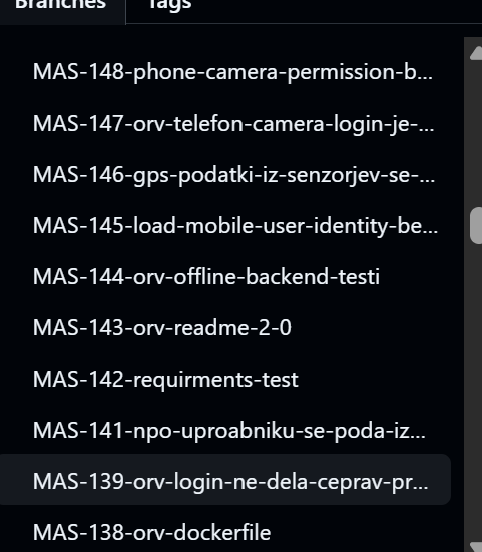 Branches Tags
MAS-148-phone-camera-permission-b...
MAS-147-orv-telefon-camera-login-je-...
MAS-146-gps-podatki-iz-senzorjev-se-...
MAS-145-load-mobile-user-identity-be...
MAS-144-orv-offline-backend-testi
MAS-143-orv-readme-2-0
MAS-142-requirments-test
MAS-141-npo-uproabniku-se-poda-iz...
MAS-139-orv-login-ne-dela-ceprav-pr...
MAS-138-orv-dockerfile